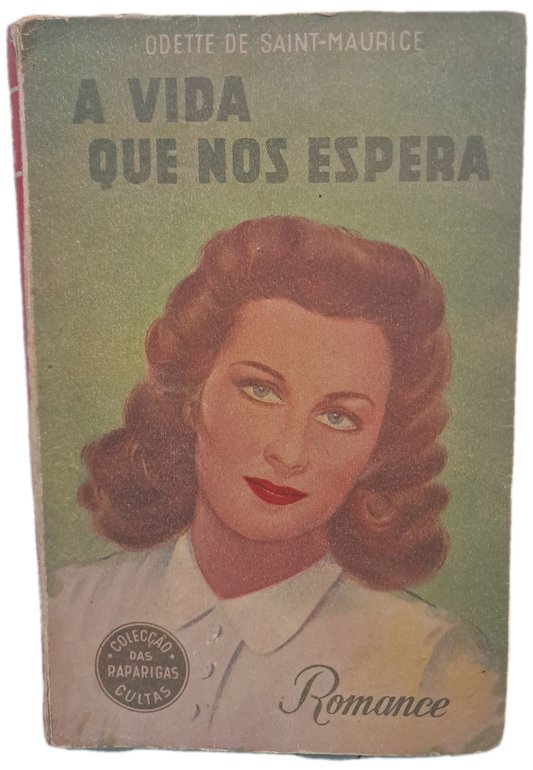 ODETTE DE SAINT-MAURICE
A VIDA
QUE NOS ESPERA
COLECÇÃO
DAS
RAPARIGAS
CULTAS
Romance